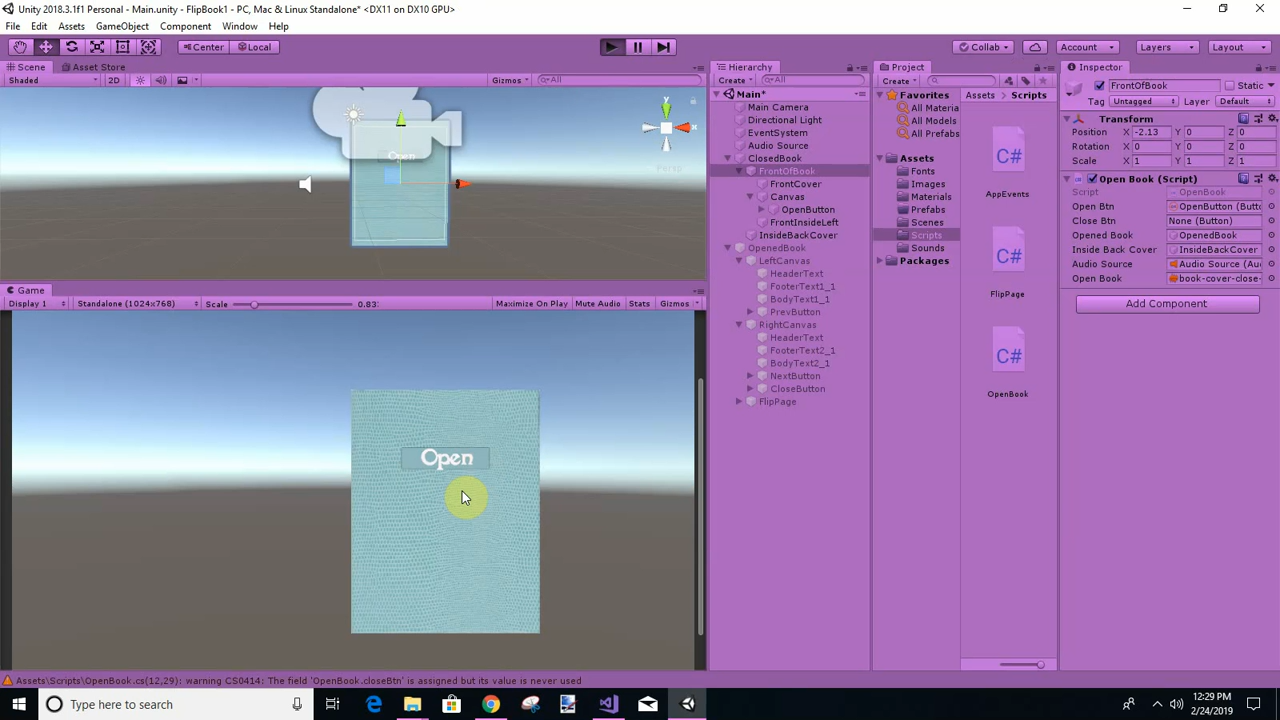 Unity 2018.3.1f1 Personal - Main.unity - FlipBook1 - PC, Mac & Linux Standalone* <DX11 on DX10 GPU>
File Edit Assets GameObject Component Window Help
Center Local Collab Account Layers Layout
Scene Asset Store
Shaded 2D Gizmos All
Open
y
x
Persp
Game
Display 1 Standalone (1024x768) Scale 0.83 Maximize On Play Mute Audio Stats Gizmos
Open
Hierarchy
Create All
Main*
Main Camera
Directional Light
EventSystem
Audio Source
ClosedBook
FrontOfBook
FrontCover
Canvas
OpenButton
FrontInsideLeft
InsideBackCover
OpenedBook
LeftCanvas
HeaderText
FooterText1_1
BodyText1_1
PrevButton
RightCanvas
HeaderText
FooterText2_1
BodyText2_1
NextButton
CloseButton
FlipPage
Project
Create
Favorites
All Materia
All Models
All Prefabs
Assets
Fonts
Images
Materials
Prefabs
Scenes
Scripts
Sounds
Packages
Assets Scripts
C#
AppEvents
C#
FlipPage
C#
OpenBook
Inspector
FrontOfBook Static
Tag Untagged Layer Default
Transform
Position X -2.13 Y 0 Z 0
Rotation X 0 Y 0 Z 0
Scale X 1 Y 1 Z 1
Open Book (Script)
Script OpenBook
Open Btn OpenButton (Butto
Close Btn None (Button)
Opened Book OpenedBook
Inside Back Cover InsideBackCover
Audio Source Audio Source (Au
Open Book book-cover-close-
Add Component
Assets\Scripts\OpenBook.cs(12,29): warning CS0414: The field 'OpenBook.closeBtn' is assigned but its value is never used
Type here to search
12:29 PM
2/24/2019